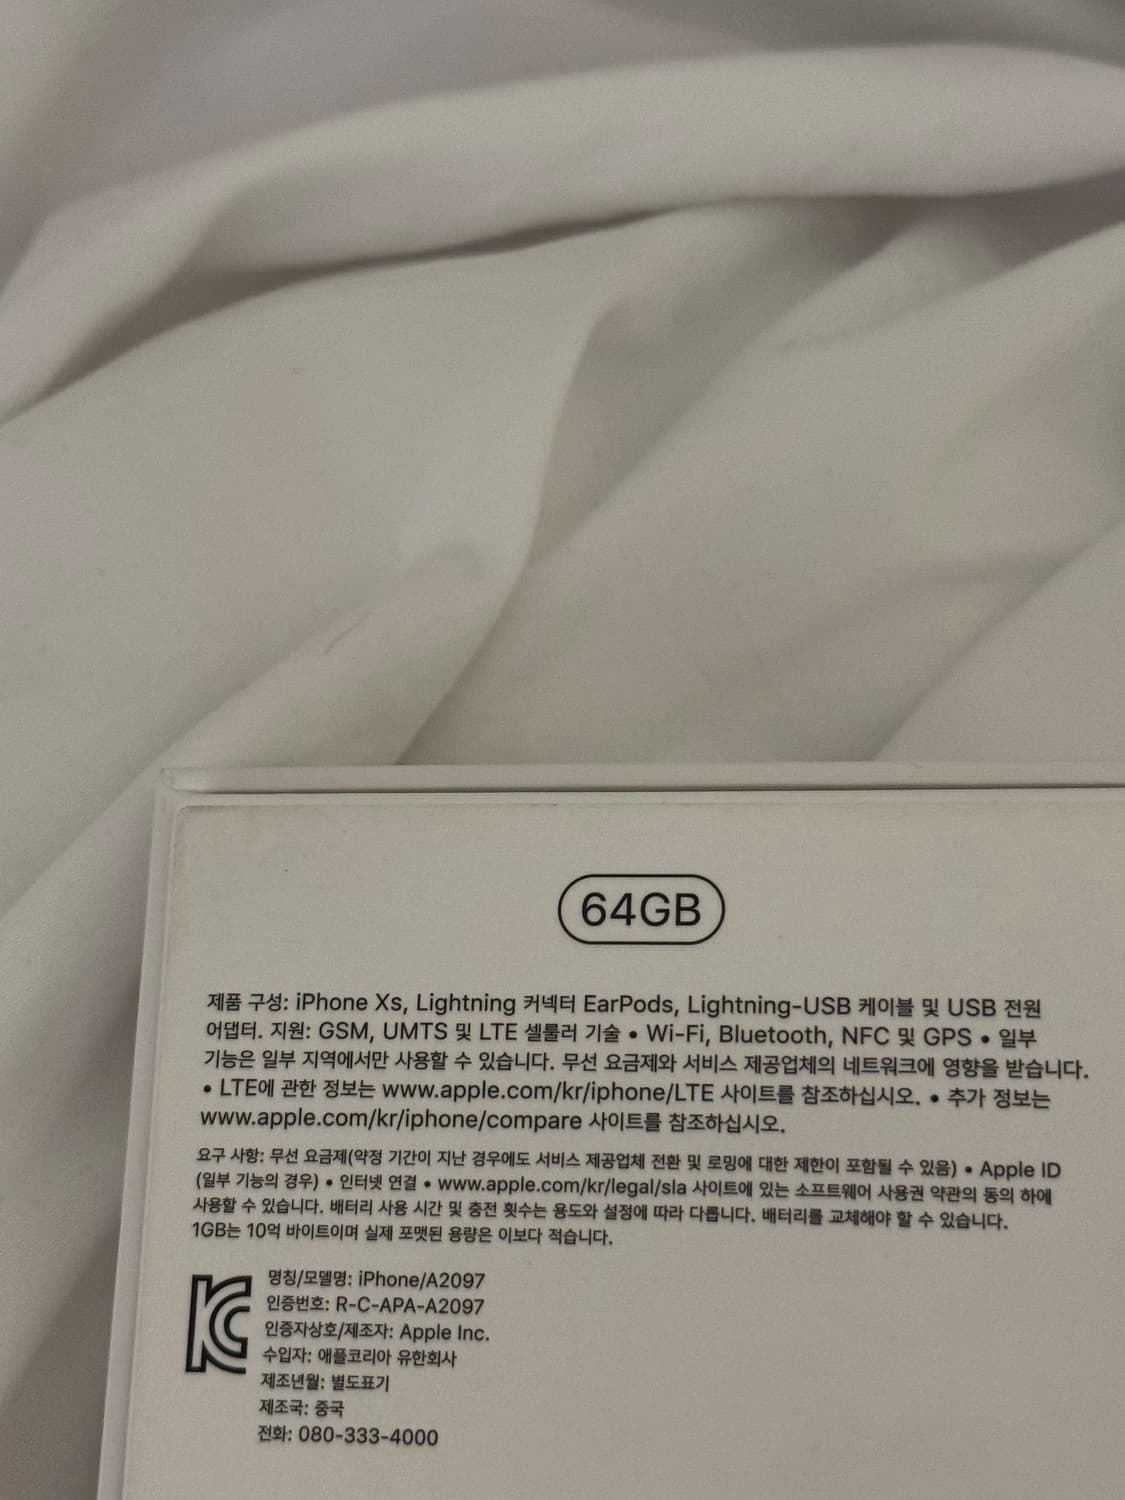 64GB
제품 구성: iPhone Xs, Lightning 커넥터 EarPods, Lightning-USB 케이블 및 USB 전원
어댑터. 지원: GSM, UMTS 및 LTE 셀룰러 기술 • Wi-Fi, Bluetooth, NFC 및 GPS • 일부
기능은 일부 지역에서만 사용할 수 있습니다. 무선 요금제와 서비스 제공업체의 네트워크에 영향을 받습니다.
• LTE에 관한 정보는 www.apple.com/kr/iphone/LTE 사이트를 참조하십시오. • 추가 정보는
www.apple.com/kr/iphone/compare 사이트를 참조하십시오.
요구 사항: 무선 요금제(약정 기간이 지난 경우에도 서비스 제공업체 전환 및 로밍에 대한 제한이 포함될 수 있음) • Apple ID
(일부 기능의 경우) • 인터넷 연결 • www.apple.com/kr/legal/sla 사이트에 있는 소프트웨어 사용권 약관의 동의 하에
사용할 수 있습니다. 배터리 사용 시간 및 충전 횟수는 용도와 설정에 따라 다릅니다. 배터리를 교체해야 할 수 있습니다.
1GB는 10억 바이트이며 실제 포맷된 용량은 이보다 적습니다.
명칭/모델명: iPhone/A2097
인증번호: R-C-APA-A2097
인증자상호/제조자: Apple Inc.
수입자: 애플코리아 유한회사
제조년월: 별도표기
제조국: 중국
전화: 080-333-4000